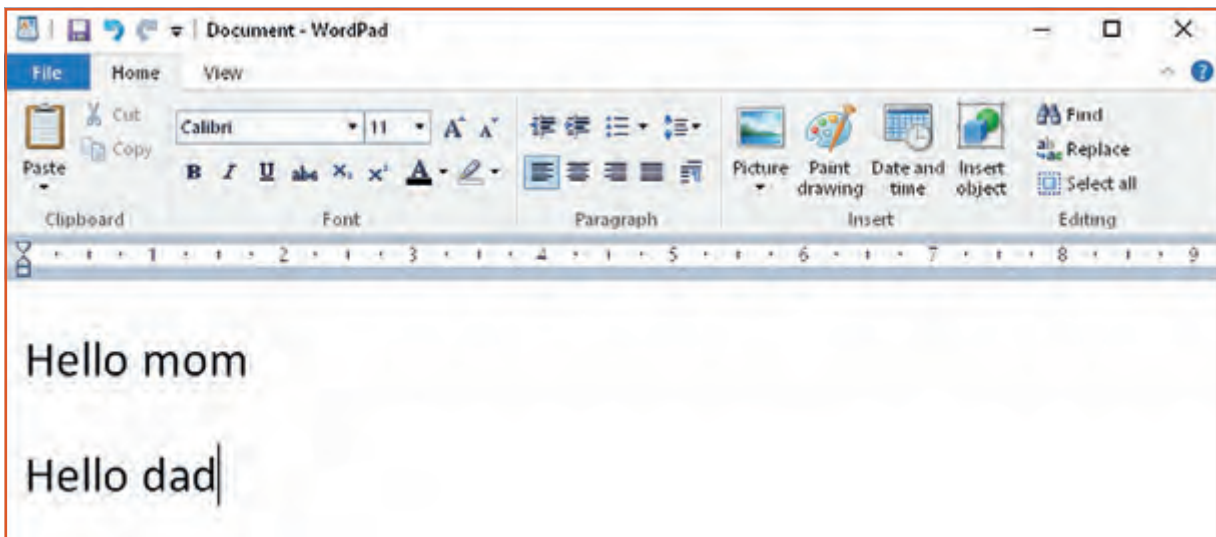 Document - WordPad
File Home View
Paste Cut Copy
Calibri 11 A A
B I U abc X₂ X² A
Picture Paint drawing Date and time Insert object
Find
Replace
Select all
Clipboard Font Paragraph Insert Editing
1 2 3 4 5 6 7 8 9
Hello mom
Hello dad